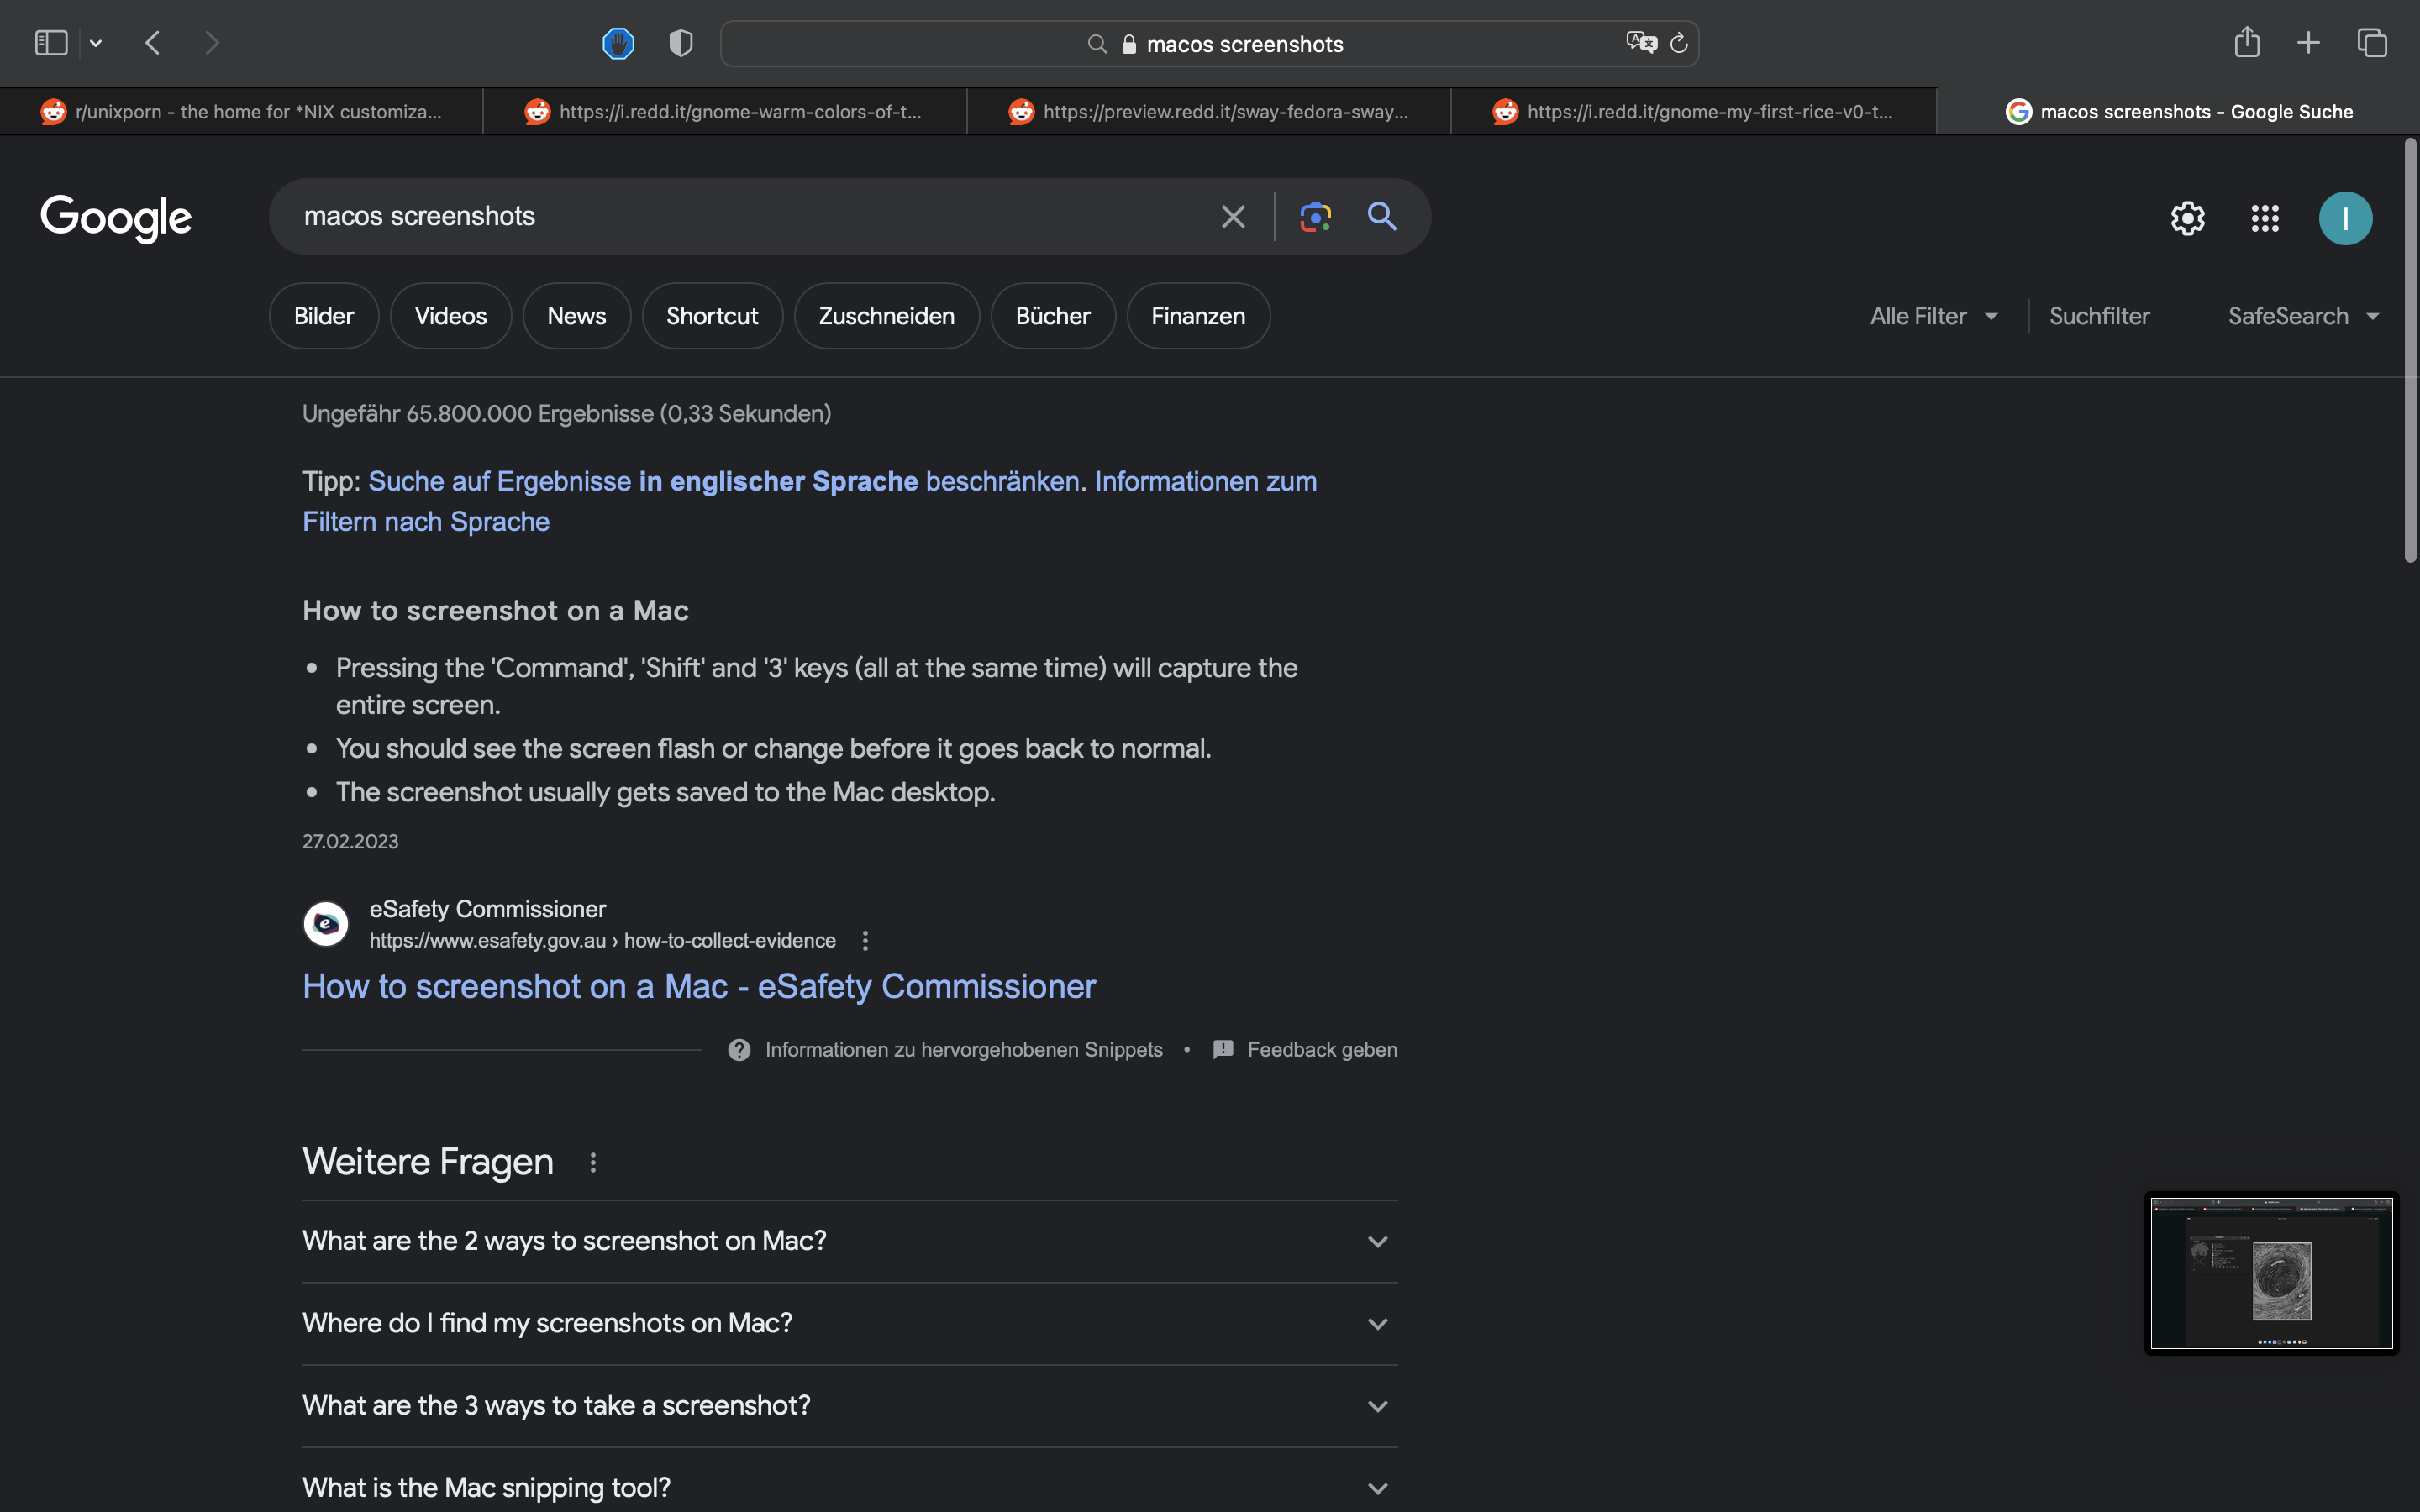 macos screenshots
r/unixporn - the home for *NIX customiza...
https://i.redd.it/gnome-warm-colors-of-t...
https://preview.redd.it/sway-fedora-sway...
https://i.redd.it/gnome-my-first-rice-v0-t...
macos screenshots - Google Suche
Google
macos screenshots
I
Bilder
Videos
News
Shortcut
Zuschneiden
Bücher
Finanzen
Alle Filter
Suchfilter
SafeSearch
Ungefähr 65.800.000 Ergebnisse (0,33 Sekunden)
Tipp: Suche auf Ergebnisse in englischer Sprache beschränken. Informationen zum
Filtern nach Sprache
How to screenshot on a Mac
• Pressing the 'Command', 'Shift' and '3' keys (all at the same time) will capture the
entire screen.
• You should see the screen flash or change before it goes back to normal.
• The screenshot usually gets saved to the Mac desktop.
27.02.2023
eSafety Commissioner
https://www.esafety.gov.au › how-to-collect-evidence
How to screenshot on a Mac - eSafety Commissioner
Informationen zu hervorgehobenen Snippets • Feedback geben
Weitere Fragen
What are the 2 ways to screenshot on Mac?
Where do I find my screenshots on Mac?
What are the 3 ways to take a screenshot?
What is the Mac snipping tool?